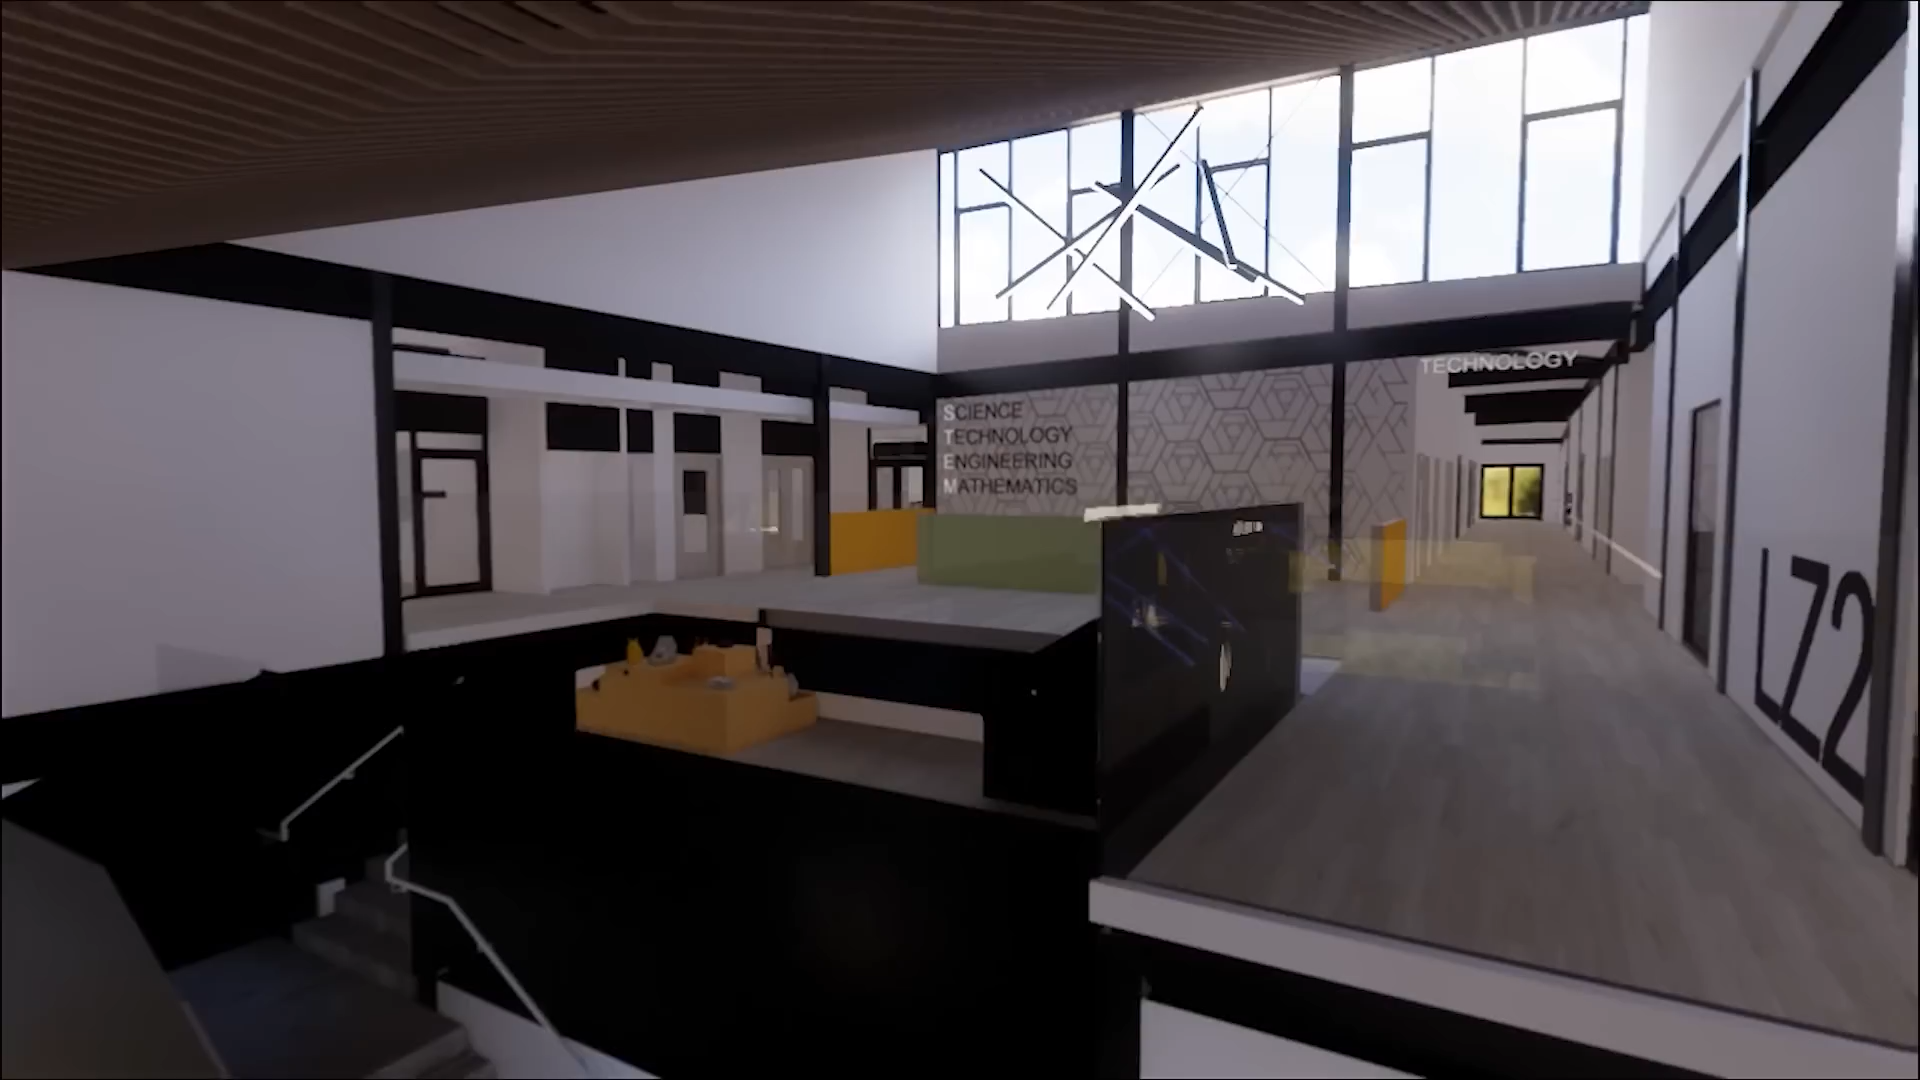 TECHNOLOGY
SCIENCE
TECHNOLOGY
ENGINEERING
MATHEMATICS
LZ2